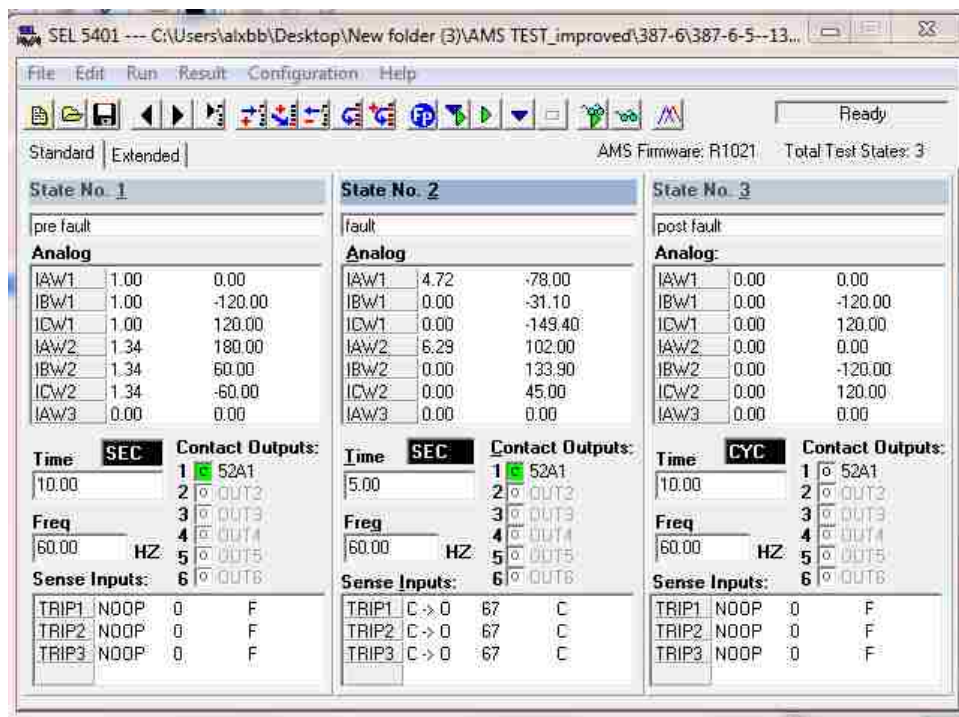 SEL 5401 --- C:\Users\alxbb\Desktop\New folder (3)\AMS TEST_improved\387-6\387-6-5--13...
File Edit Run Result Configuration Help
FP
Ready
Standard Extended AMS Firmware: R1021 Total Test States: 3
State No. 1 State No. 2 State No. 3
pre fault fault post fault
Analog Analog Analog:
IAW1 1.00 0.00 IAW1 4.72 -78.00 IAW1 0.00 0.00
IBW1 1.00 -120.00 IBW1 0.00 -31.10 IBW1 0.00 -120.00
ICW1 1.00 120.00 ICW1 0.00 -149.40 ICW1 0.00 120.00
IAW2 1.34 180.00 IAW2 6.29 102.00 IAW2 0.00 0.00
IBW2 1.34 60.00 IBW2 0.00 133.90 IBW2 0.00 -120.00
ICW2 1.34 -60.00 ICW2 0.00 45.00 ICW2 0.00 120.00
IAW3 0.00 0.00 IAW3 0.00 0.00 IAW3 0.00 0.00
Time SEC Contact Outputs: Time SEC Contact Outputs: Time CYC Contact Outputs:
1 C 52A1 1 C 52A1 1 O 52A1
10.00 2 O OUT2 5.00 2 O OUT2 10.00 2 O OUT2
3 O OUT3 3 O OUT3 3 O OUT3
Freq 4 O OUT4 Freq 4 O OUT4 Freq 4 O OUT4
60.00 HZ 5 O OUT5 60.00 HZ 5 O OUT5 60.00 HZ 5 O OUT5
Sense Inputs: 6 O OUT6 Sense Inputs: 6 O OUT6 Sense Inputs: 6 O OUT6
TRIP1 NOOP 0 F TRIP1 C -> O 67 C TRIP1 NOOP 0 F
TRIP2 NOOP 0 F TRIP2 C -> O 67 C TRIP2 NOOP 0 F
TRIP3 NOOP 0 F TRIP3 C -> O 67 C TRIP3 NOOP 0 F